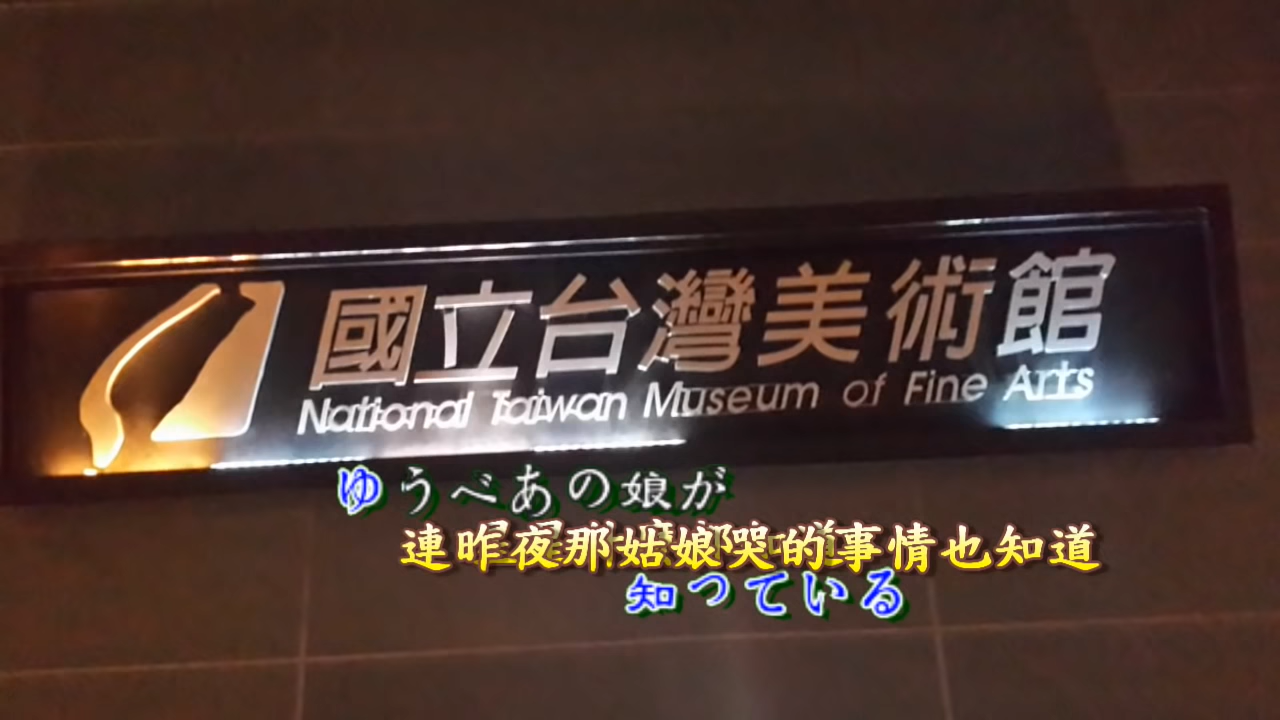 國立台灣美術館
National Taiwan Museum of Fine Arts
ゆうべあの娘が
連昨夜那姑娘哭的事情也知道
知っている